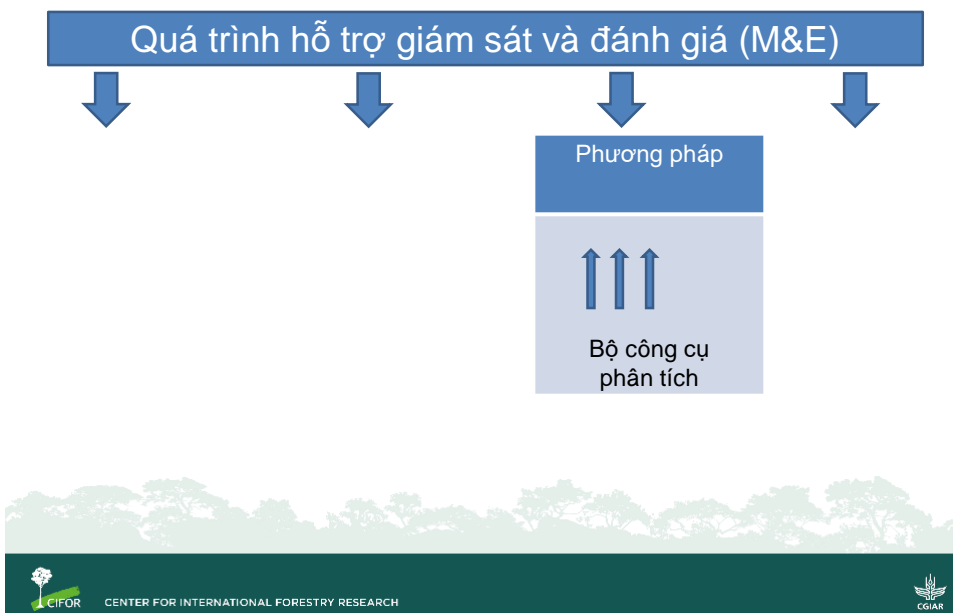 Quá trình hỗ trợ giám sát và đánh giá (M&E)
Phương pháp
Bộ công cụ
phân tích
CIFOR
CENTER FOR INTERNATIONAL FORESTRY RESEARCH
CGIAR